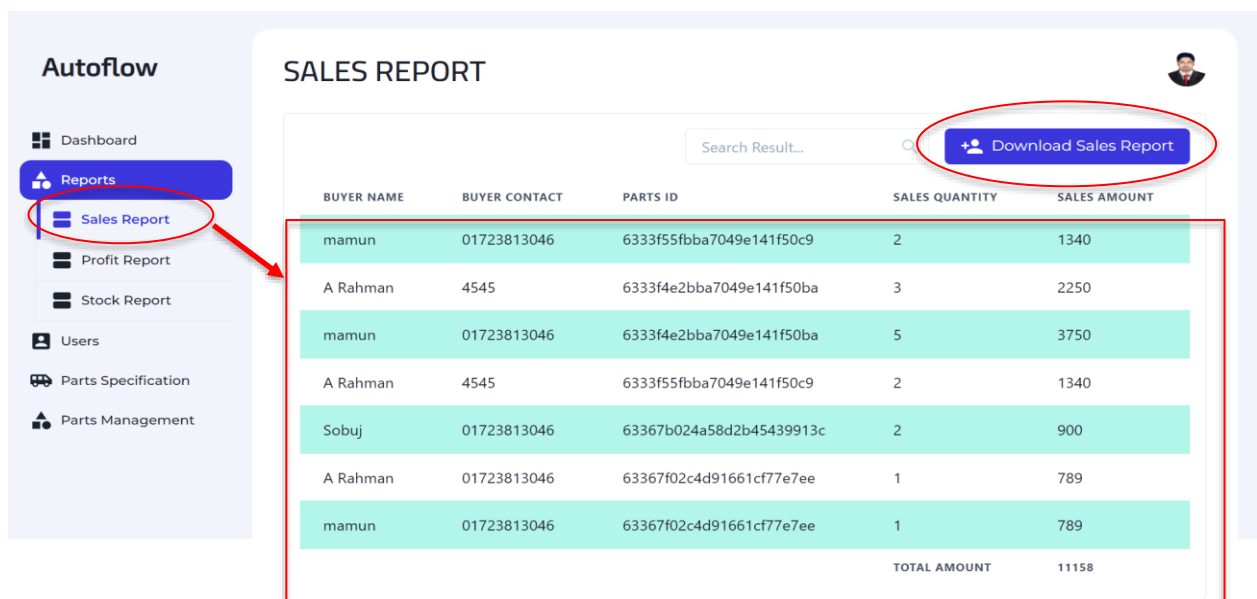 Autoflow
SALES REPORT
Dashboard
Reports
Sales Report
Profit Report
Stock Report
Users
Parts Specification
Parts Management
Search Result...
Download Sales Report
BUYER NAME BUYER CONTACT PARTS ID SALES QUANTITY SALES AMOUNT
mamun 01723813046 6333f55fbba7049e141f50c9 2 1340
A Rahman 4545 6333f4e2bba7049e141f50ba 3 2250
mamun 01723813046 6333f4e2bba7049e141f50ba 5 3750
A Rahman 4545 6333f55fbba7049e141f50c9 2 1340
Sobuj 01723813046 63367b024a58d2b45439913c 2 900
A Rahman 01723813046 63367f02c4d91661cf77e7ee 1 789
mamun 01723813046 63367f02c4d91661cf77e7ee 1 789
TOTAL AMOUNT 11158